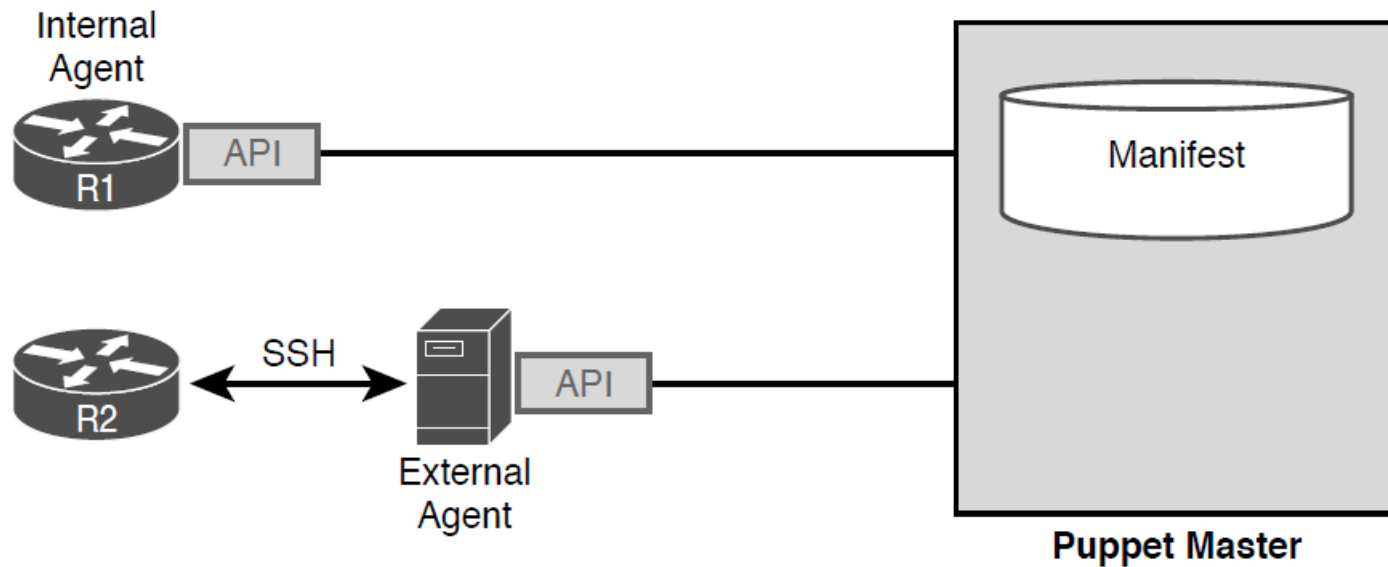 Internal
Agent
R1
API
Manifest
R2
SSH
API
External
Agent
Puppet Master